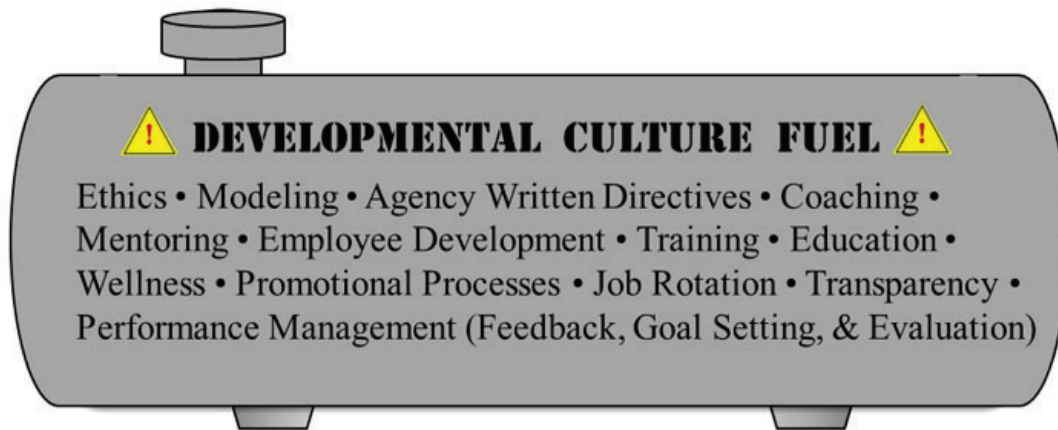 ! DEVELOPMENTAL CULTURE FUEL !
Ethics • Modeling • Agency Written Directives • Coaching •
Mentoring • Employee Development • Training • Education •
Wellness • Promotional Processes • Job Rotation • Transparency •
Performance Management (Feedback, Goal Setting, & Evaluation)